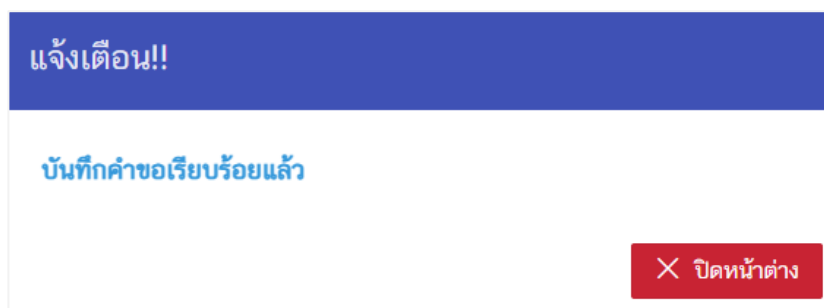 แจ้งเตือน!!
บันทึกคำขอเรียบร้อยแล้ว
ปิดหน้าต่าง